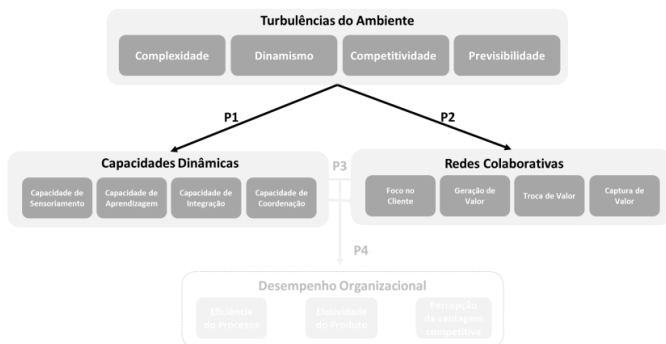 Turbulências do Ambiente
Complexidade
Dinamismo
Competitividade
Previsibilidade
P1
P2
Capacidades Dinâmicas
P3
Redes Colaborativas
Capacidade de
Sensoriamento
Capacidade de
Aprendizagem
Capacidade de
Integração
Capacidade de
Coordenação
Foco no
Cliente
Geração de
Valor
Troca de Valor
Captura de
Valor
P4
Desempenho Organizacional
Eficiência
do Processo
Efetividade
do Produto
Percepção
da vantagem
competitiva